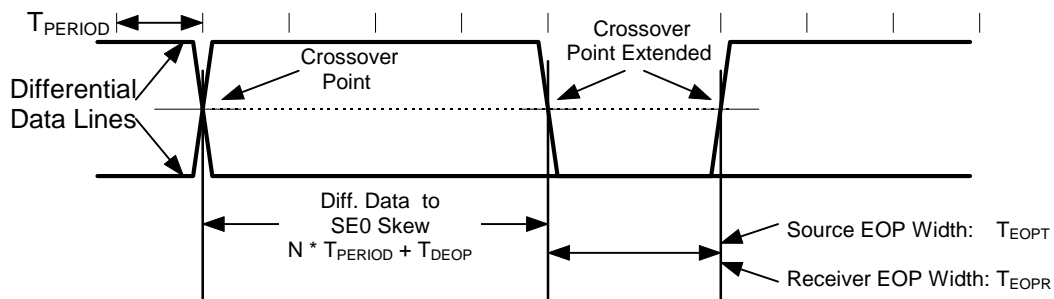 TPERIOD
Crossover
Point
Crossover
Point Extended
Differential
Data Lines
Diff. Data to
SE0 Skew
N * TPERIOD + TDEOP
Source EOP Width: TEOPT
Receiver EOP Width: TEOPR